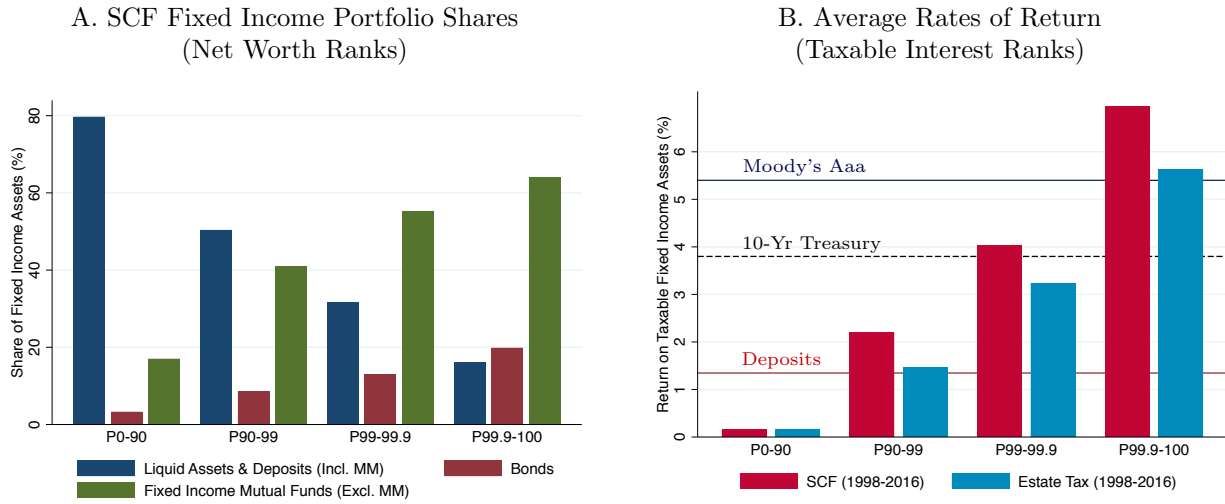 A. SCF Fixed Income Portfolio Shares
(Net Worth Ranks)
Share of Fixed Income Assets (%)
80
60
40
20
0
P0-90
P90-99
P99-99.9
P99.9-100
Liquid Assets & Deposits (Incl. MM)
Bonds
Fixed Income Mutual Funds (Excl. MM)
B. Average Rates of Return
(Taxable Interest Ranks)
Return on Taxable Fixed Income Assets (%)
6
5
4
3
2
1
0
Moody's Aaa
10-Yr Treasury
Deposits
P0-90
P90-99
P99-99.9
P99.9-100
SCF (1998-2016)
Estate Tax (1998-2016)